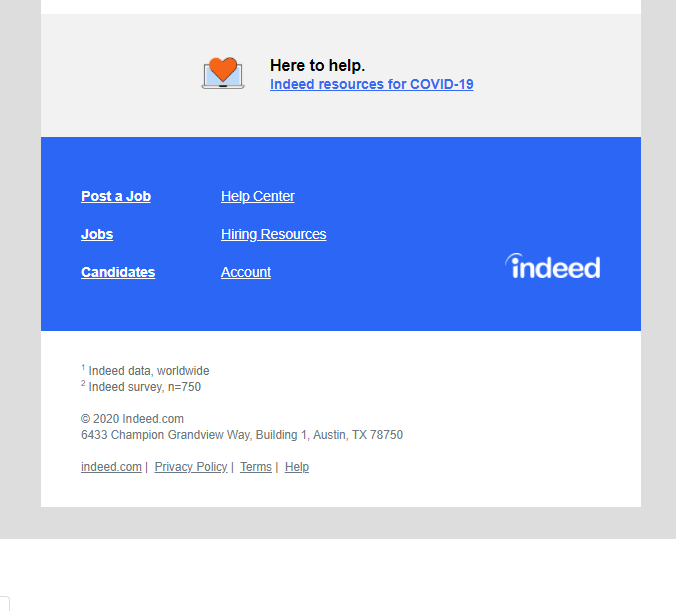 Here to help.
Indeed resources for COVID-19
Post a Job
Help Center
Jobs
Hiring Resources
Candidates
Account
indeed
1 Indeed data, worldwide
2 Indeed survey, n=750
© 2020 Indeed.com
6433 Champion Grandview Way, Building 1, Austin, TX 78750
indeed.com | Privacy Policy | Terms | Help